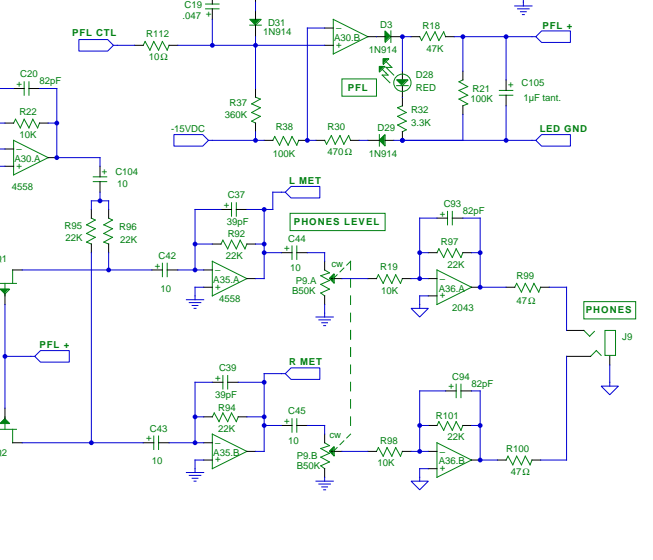 C19
.047
D31
1N914
PFL CTL
R112
10Ω
A30.B
D3
1N914
R18
47K
PFL +
C20
82pF
PFL
D28
RED
R21
100K
C105
1µF tant.
R22
10K
R37
360K
R32
3.3K
-15VDC
R38
100K
R30
470Ω
D29
1N914
LED GND
A30.A
4558
C104
10
L MET
C37
39pF
PHONES LEVEL
C93
82pF
R95
22K
R96
22K
R92
22K
C44
10
R97
22K
C42
10
A35.A
4558
cw
P9.A
B50K
R19
10K
A36.A
2043
R99
47Ω
PHONES
J9
PFL +
R MET
C39
39pF
C94
82pF
R94
22K
C45
10
R101
22K
C43
10
A35.B
cw
P9.B
B50K
R98
10K
A36.B
R100
47Ω